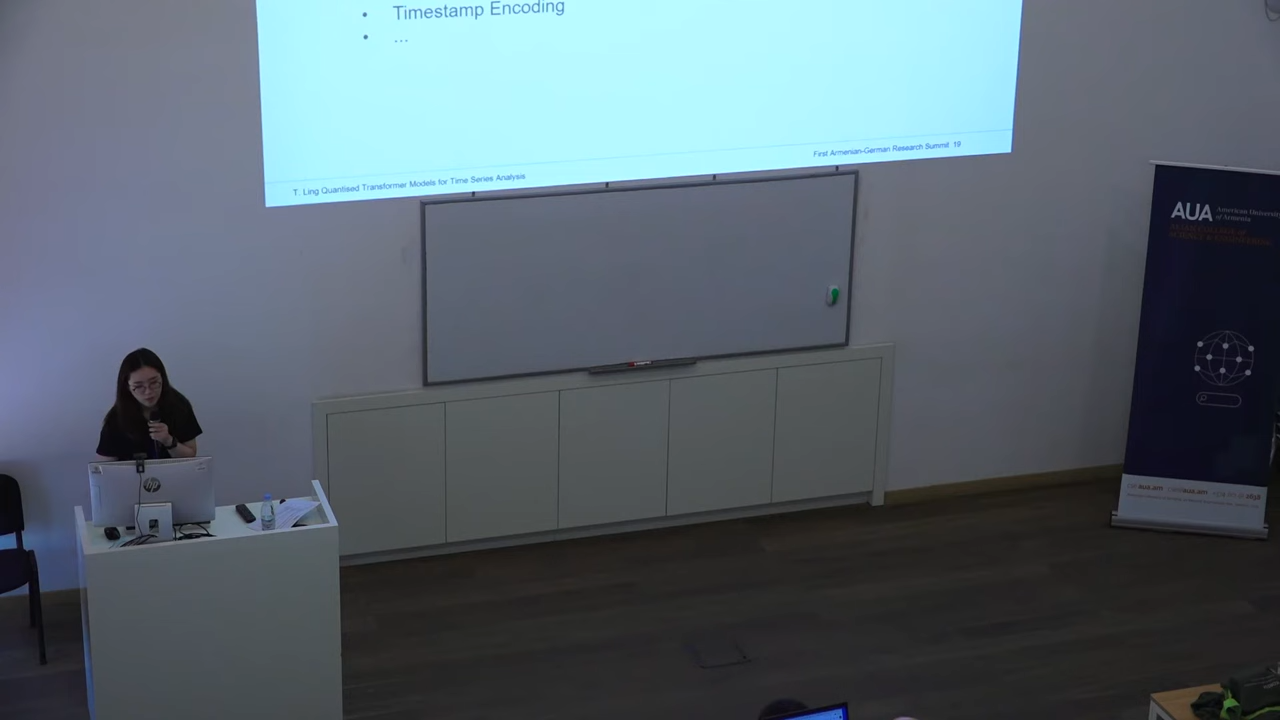 • Timestamp Encoding
• ...
First Armenian-German Research Summit 19
T. Ling Quantised Transformer Models for Time Series Analysis
AUA American University
of Armenia
hp